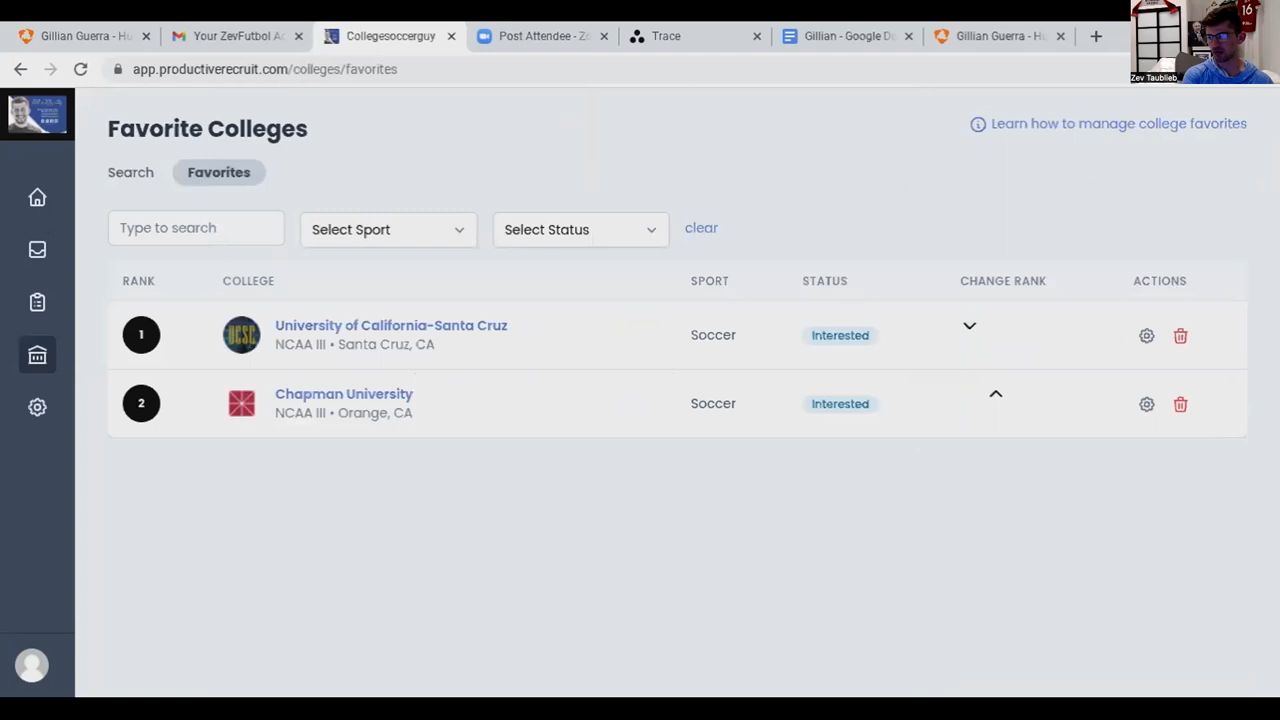 Gillian Guerra - Hu
Your ZevFutbol Ac
Collegesoccerguy
Post Attendee - Zo
Trace
Gillian - Google Do
Gillian Guerra - Hu
app.productiverecruit.com/colleges/favorites
Zev Taublieb
Favorite Colleges
Learn how to manage college favorites
Search
Favorites
Type to search
Select Sport
Select Status
clear
RANK COLLEGE SPORT STATUS CHANGE RANK ACTIONS
1 University of California-Santa Cruz Soccer Interested
UCSC
NCAA III • Santa Cruz, CA
2 Chapman University Soccer Interested
NCAA III • Orange, CA
16